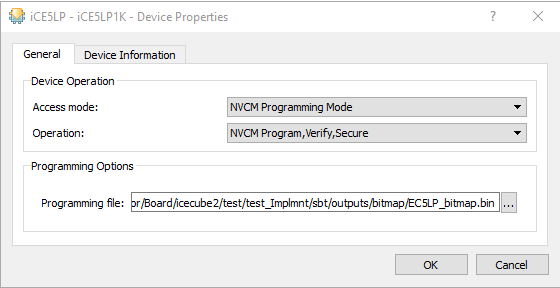 iCE5LP - iCE5LP1K - Device Properties
General
Device Information
Device Operation
Access mode:
NVCM Programming Mode
Operation:
NVCM Program,Verify,Secure
Programming Options
Programming file:
or/Board/icecube2/test/test_Implmnt/sbt/outputs/bitmap/EC5LP_bitmap.bin
...
OK
Cancel